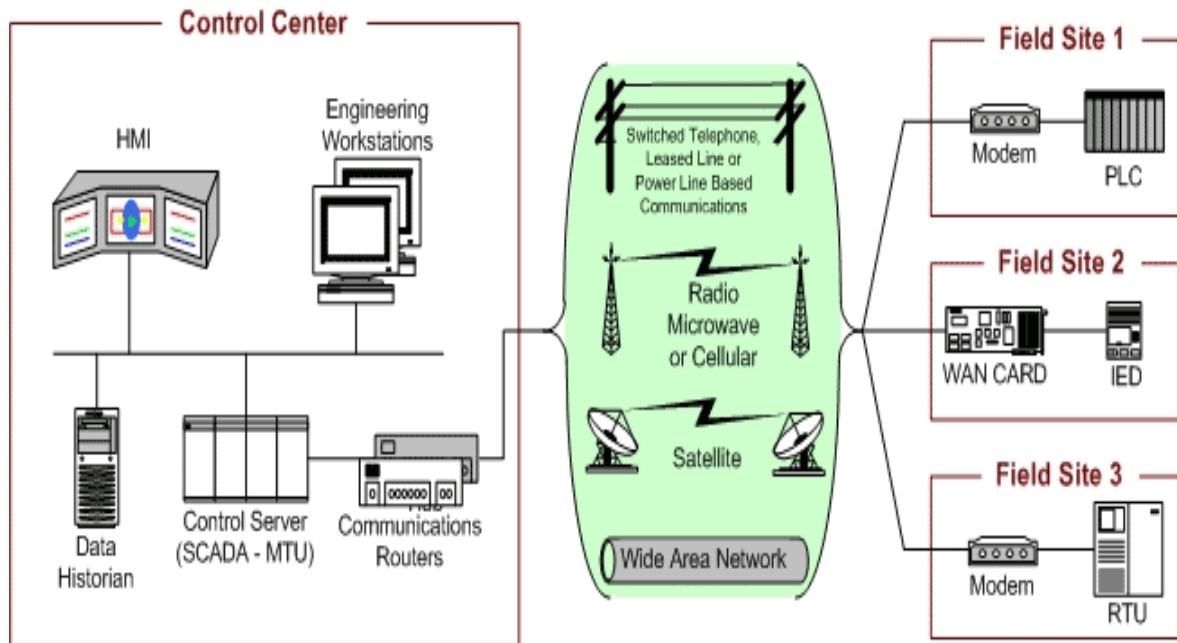 Control Center
HMI
Engineering
Workstations
Data
Historian
Control Server
(SCADA - MTU)
Communications
Routers
Switched Telephone,
Leased Line or
Power Line Based
Communications
Radio
Microwave
or Cellular
Satellite
Wide Area Network
Field Site 1
Modem
PLC
Field Site 2
WAN CARD
IED
Field Site 3
Modem
RTU